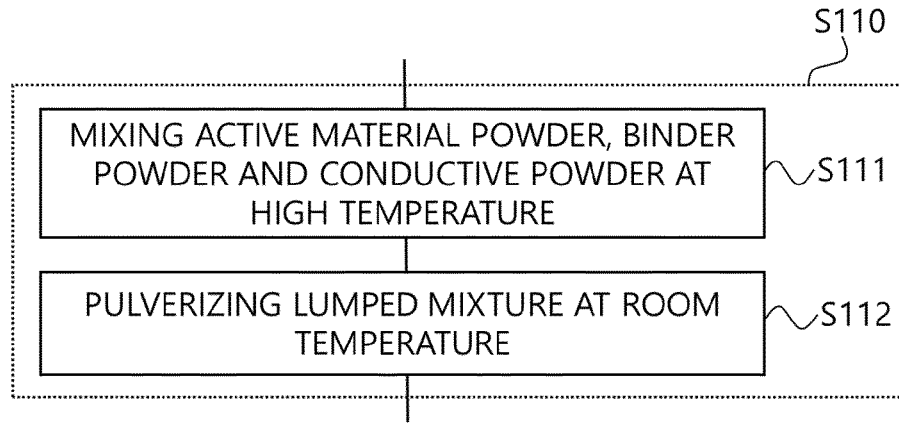 S110
MIXING ACTIVE MATERIAL POWDER, BINDER
POWDER AND CONDUCTIVE POWDER AT
HIGH TEMPERATURE
S111
PULVERIZING LUMPED MIXTURE AT ROOM
TEMPERATURE
S112